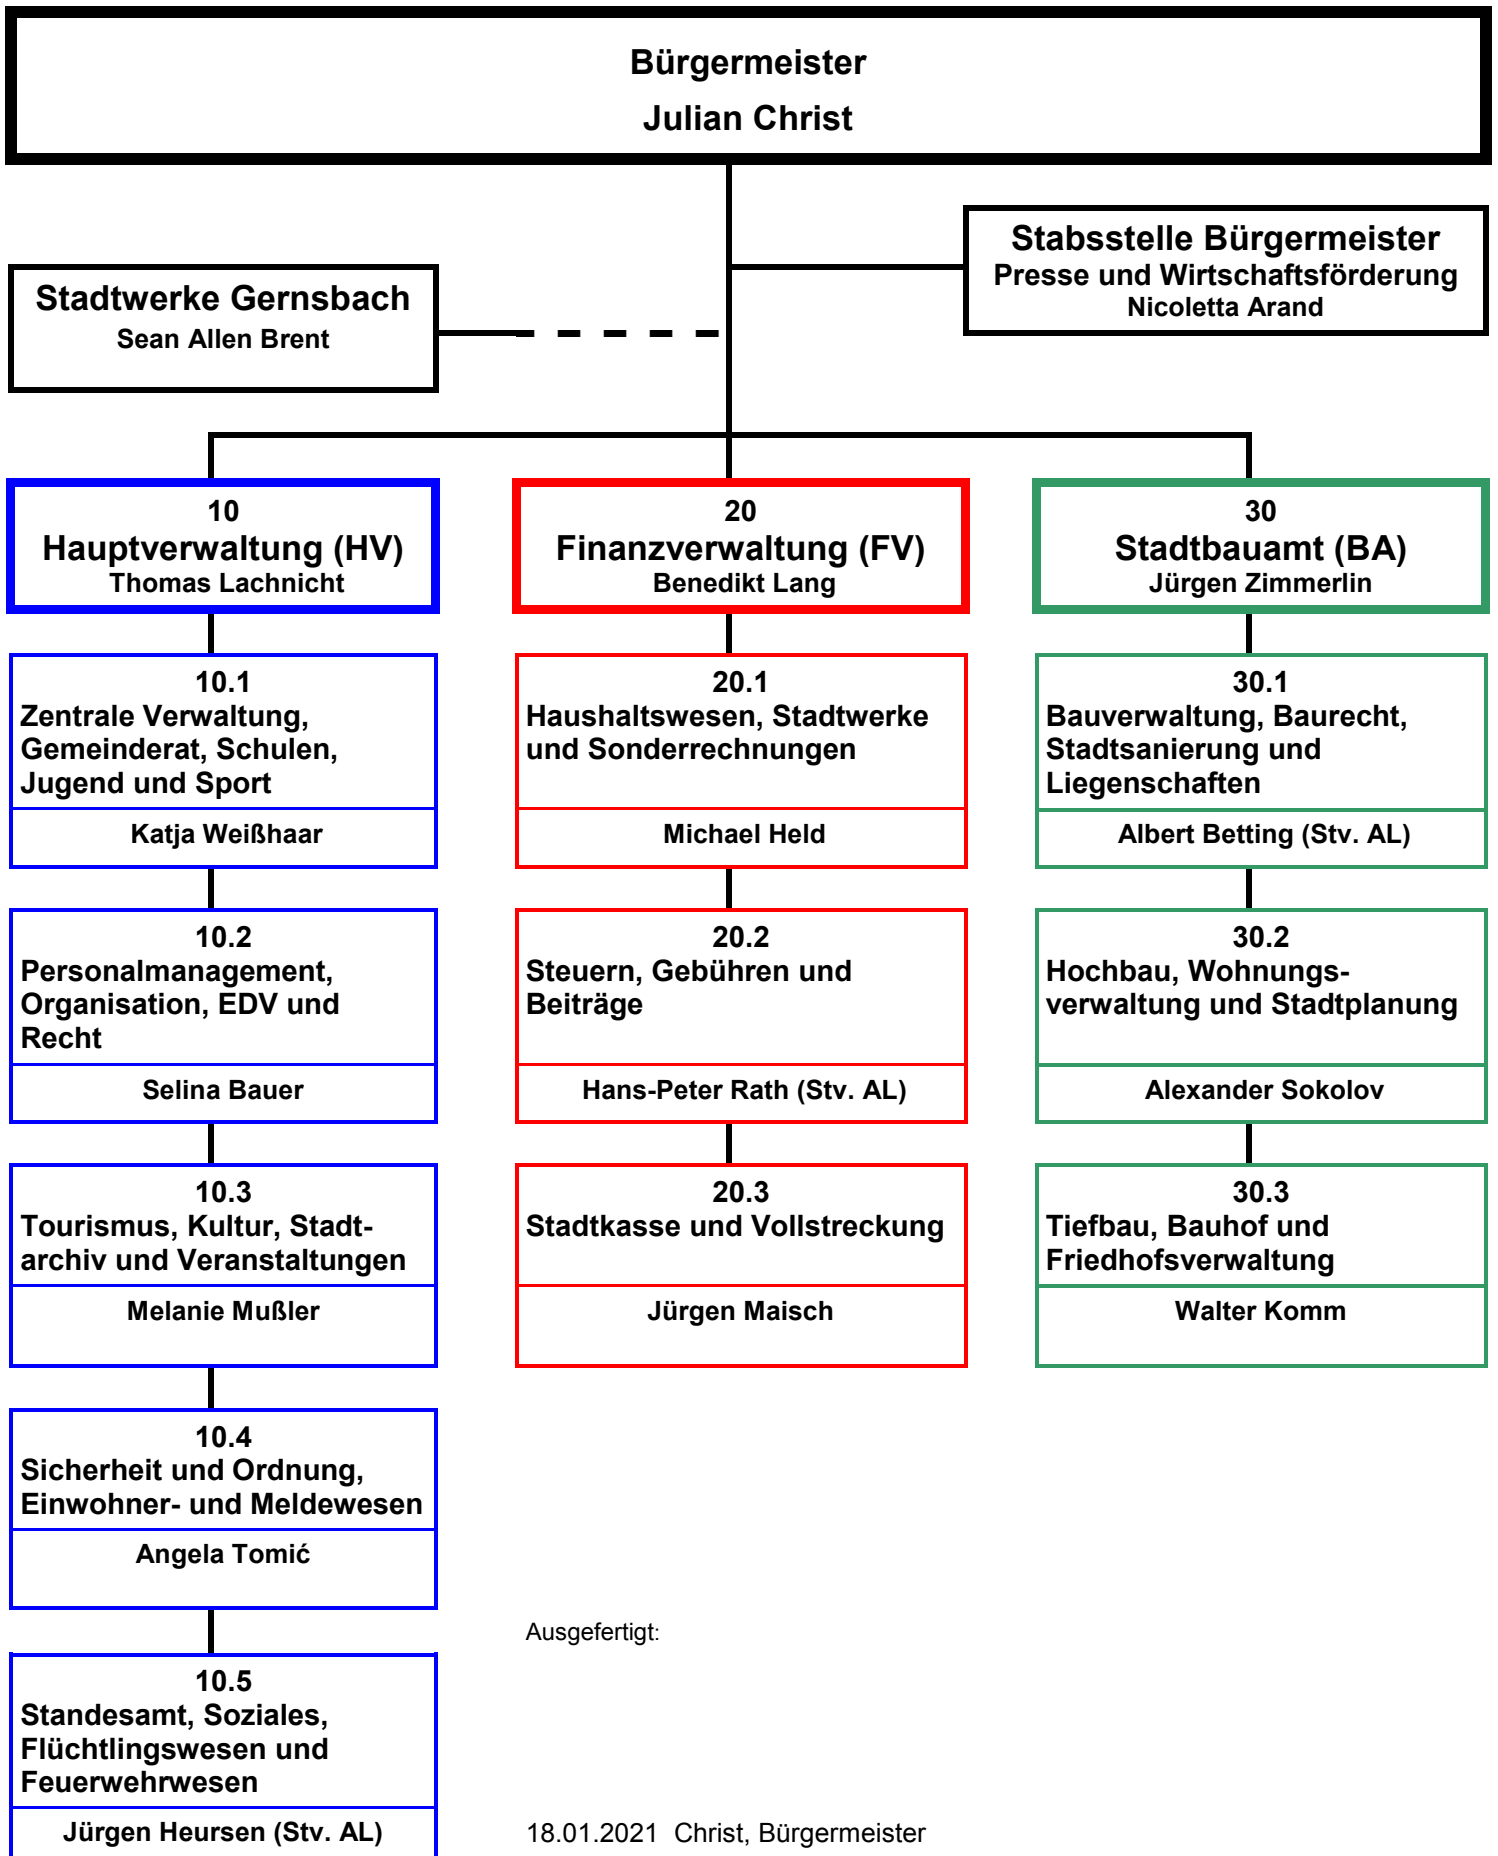 Bürgermeister
Julian Christ
Stabsstelle Bürgermeister
Presse und Wirtschaftsförderung
Nicoletta Arand
Stadtwerke Gernsbach
Sean Allen Brent
10
Hauptverwaltung (HV)
Thomas Lachnicht
20
Finanzverwaltung (FV)
Benedikt Lang
30
Stadtbauamt (BA)
Jürgen Zimmerlin
10.1
Zentrale Verwaltung,
Gemeinderat, Schulen,
Jugend und Sport
Katja Weißhaar
20.1
Haushaltswesen, Stadtwerke
und Sonderrechnungen
Michael Held
30.1
Bauverwaltung, Baurecht,
Stadtsanierung und
Liegenschaften
Albert Betting (Stv. AL)
10.2
Personalmanagement,
Organisation, EDV und
Recht
Selina Bauer
20.2
Steuern, Gebühren und
Beiträge
Hans-Peter Rath (Stv. AL)
30.2
Hochbau, Wohnungs-
verwaltung und Stadtplanung
Alexander Sokolov
10.3
Tourismus, Kultur, Stadt-
archiv und Veranstaltungen
Melanie Mußler
20.3
Stadtkasse und Vollstreckung
Jürgen Maisch
30.3
Tiefbau, Bauhof und
Friedhofsverwaltung
Walter Komm
10.4
Sicherheit und Ordnung,
Einwohner- und Meldewesen
Angela Tomić
10.5
Standesamt, Soziales,
Flüchtlingswesen und
Feuerwehrwesen
Jürgen Heursen (Stv. AL)
Ausgefertigt:
18.01.2021 Christ, Bürgermeister